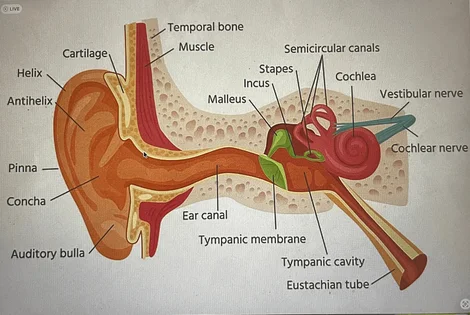 LIVE
Temporal bone
Muscle
Cartilage
Semicircular canals
Stapes
Helix
Incus
Cochlea
Antihelix
Malleus
Vestibular nerve
Cochlear nerve
Pinna
Concha
Ear canal
Tympanic membrane
Auditory bulla
Tympanic cavity
Eustachian tube